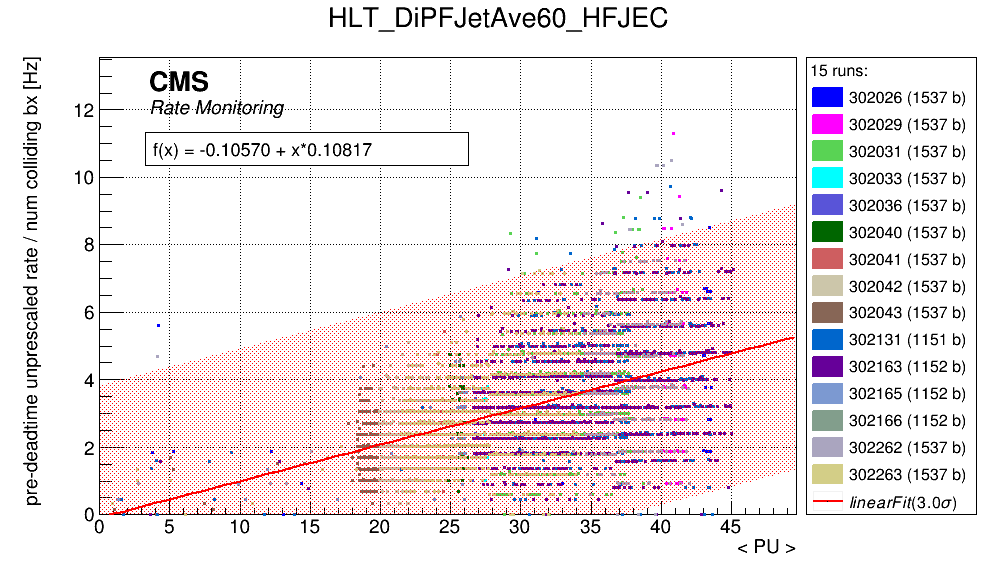 HLT_DiPFJetAve60_HFJEC
pre-deadtime unprescaled rate / num colliding bx [Hz]
CMS
Rate Monitoring
f(x) = -0.10570 + x*0.10817
12
10
8
6
4
2
0
0 5 10 15 20 25 30 35 40 45
< PU >
15 runs:
302026 (1537 b)
302029 (1537 b)
302031 (1537 b)
302033 (1537 b)
302036 (1537 b)
302040 (1537 b)
302041 (1537 b)
302042 (1537 b)
302043 (1537 b)
302131 (1151 b)
302163 (1152 b)
302165 (1152 b)
302166 (1152 b)
302262 (1537 b)
302263 (1537 b)
linearFit(3.0σ)